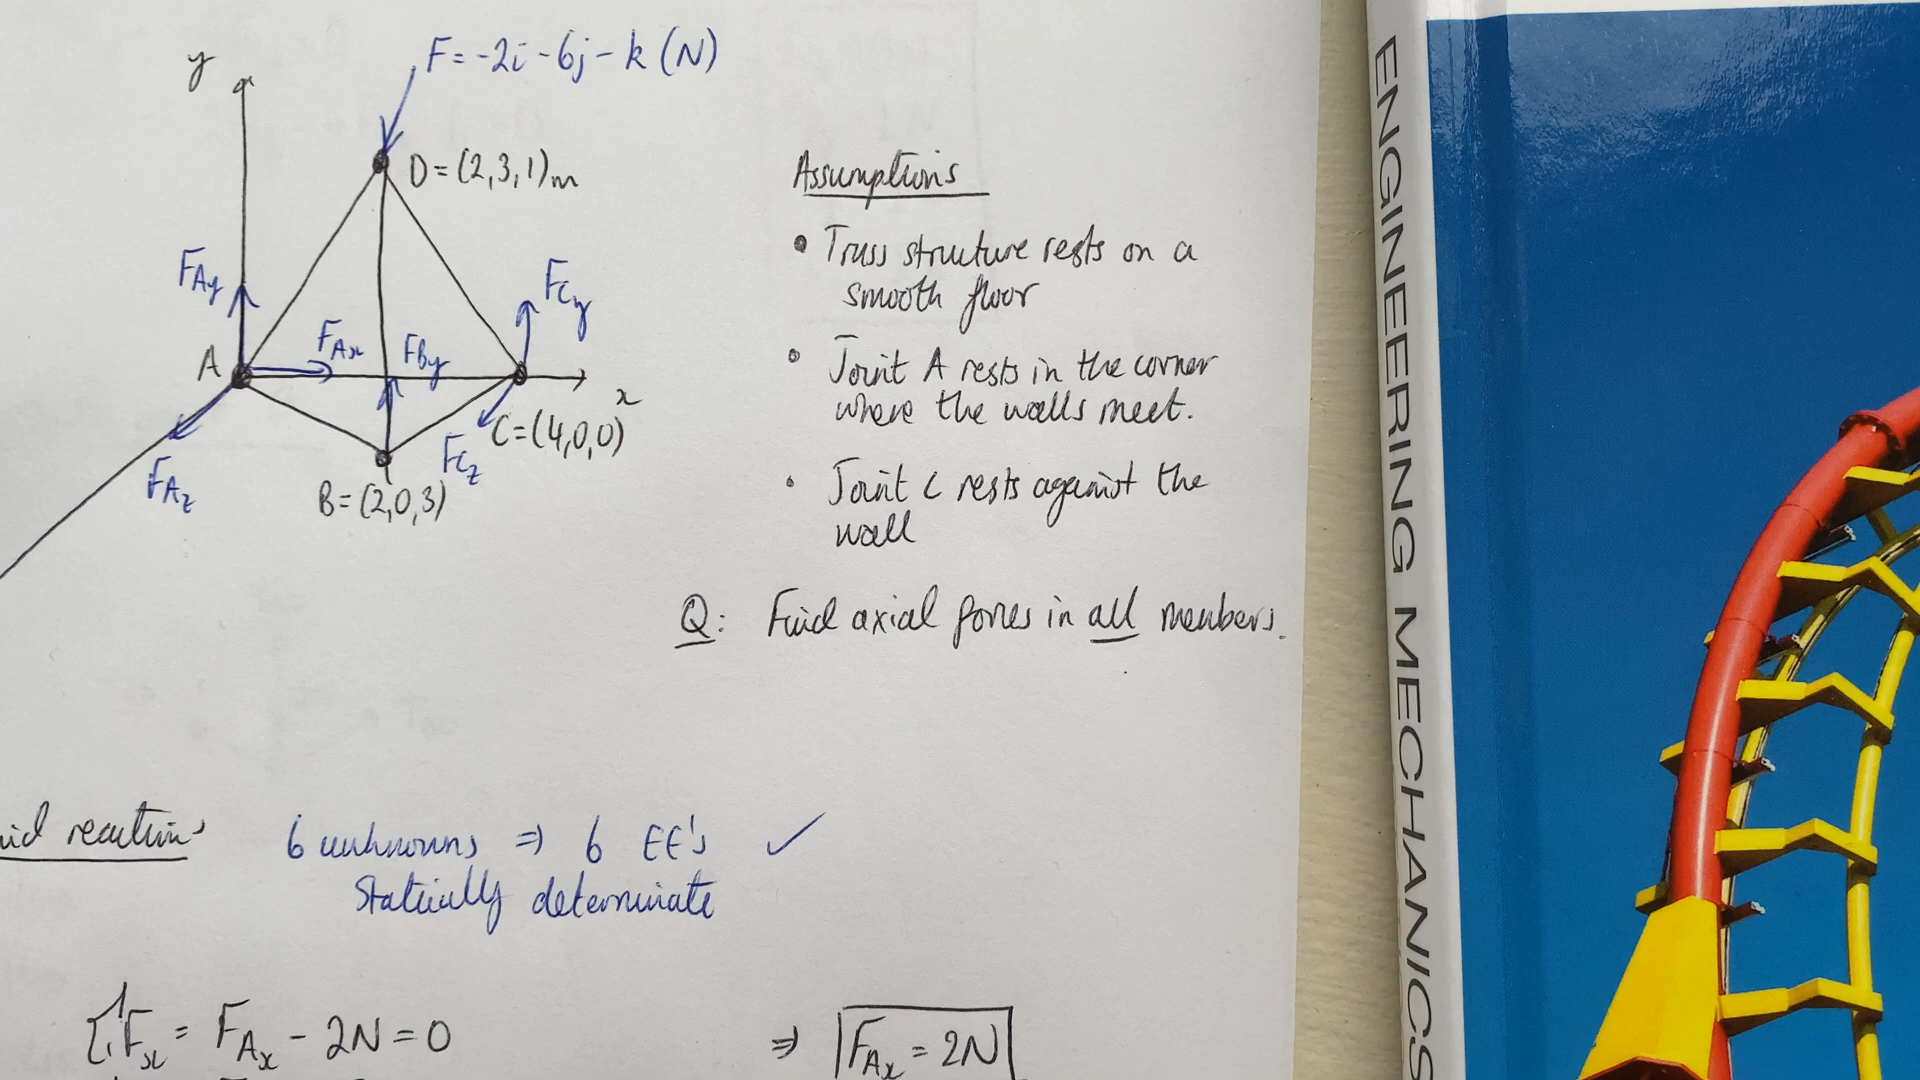 y
F = -2i - 6j - k (N)
D = (2,3,1)m
FAy
FCy
A
FAx
FBy
x
C = (4,0,0)
FCz
FAz
B = (2,0,3)
Assumptions
• Truss structure rests on a
smooth floor
• Joint A rests in the corner
where the walls meet.
• Joint C rests against the
wall
Q: Find axial forces in all members.
reactions
6 unknowns ⇒ 6 EE's ✓
Statically determinate
ΣFx = FAx - 2N = 0 ⇒ FAx = 2N
ENGINEERING MECHANICS